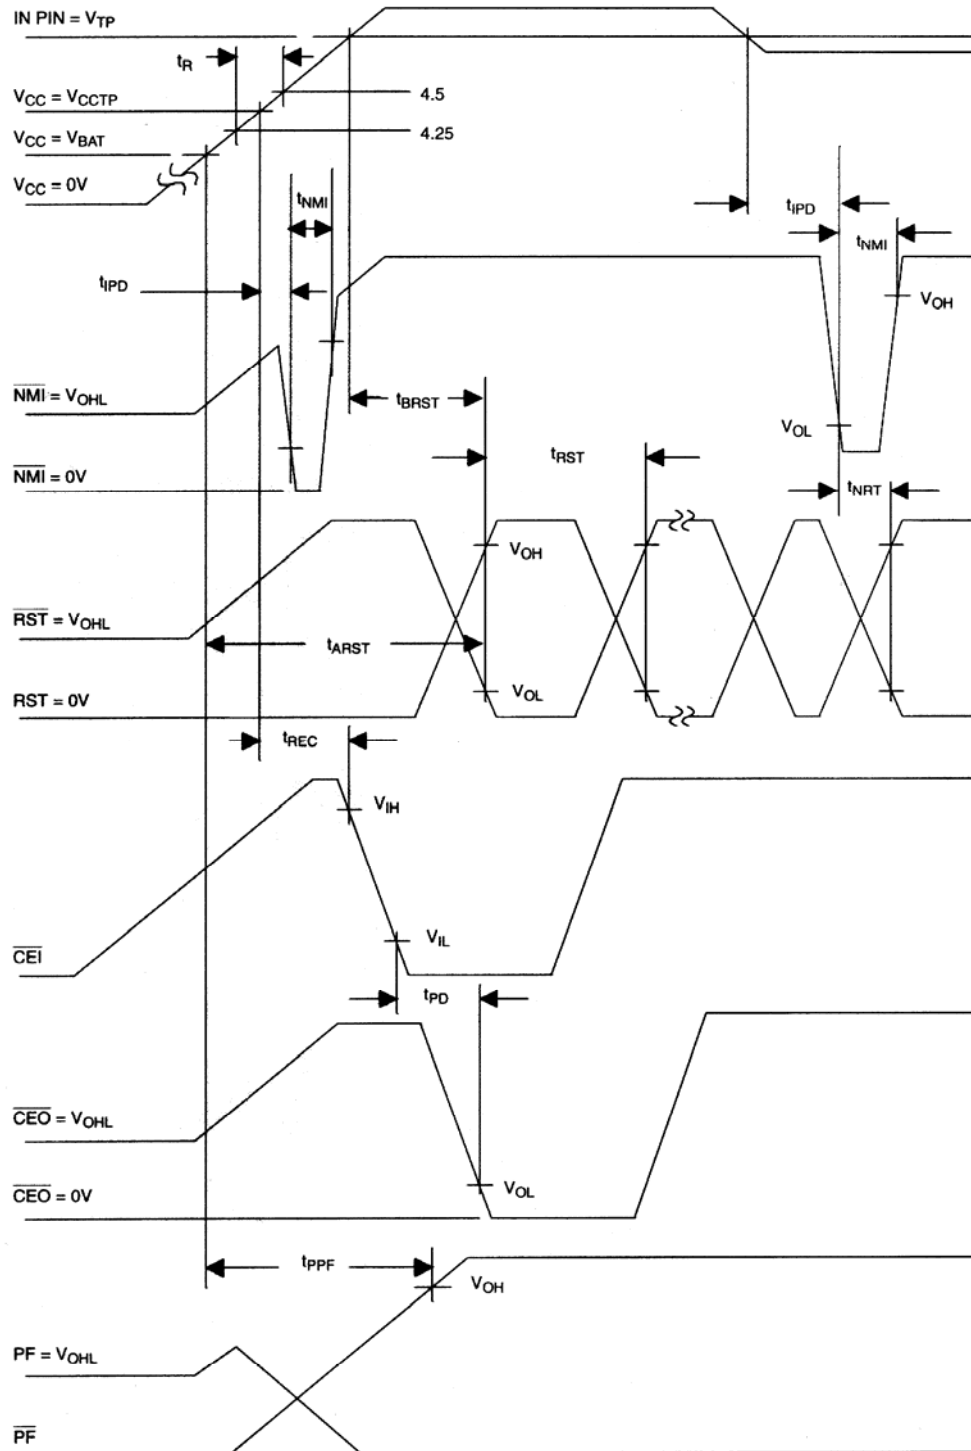 IN PIN = VTP
tR
4.5
VCC = VCCTP
4.25
VCC = VBAT
VCC = 0V
tNMI
tIPD
tNMI
tIPD
VOH
NMI = VOHL
tBRST
VOL
tRST
NMI = 0V
tNRT
VOH
RST = VOHL
tARST
VOL
RST = 0V
tREC
VIH
VIL
CEI
tPD
CEO = VOHL
VOL
CEO = 0V
tPPF
VOH
PF = VOHL
PF